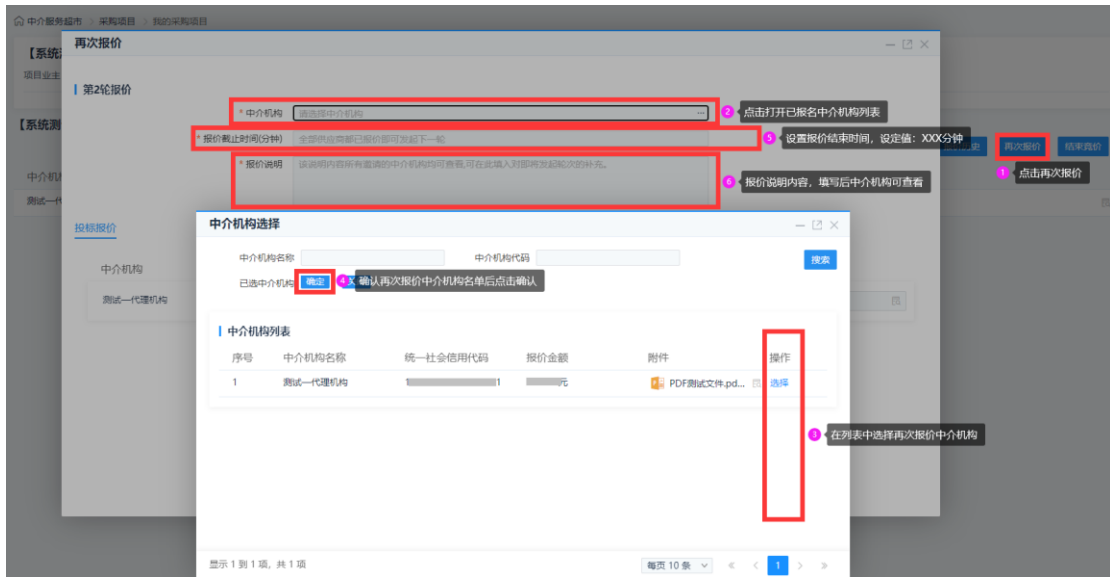 中介服务超市 > 采购项目 > 我的采购项目
再次报价
【系统
项目业主
第2轮报价
* 中介机构 请选择中介机构 ...
2 点击打开已报名中介机构列表
* 报价截止时间(分钟) 全部供应商都已报价即可发起下一轮
5 设置报价结束时间，设定值：XXX分钟
【系统测
再次报价
结束竞价
* 报价说明 该说明内容所有邀请的中介机构均可查看,可在此填入对即将发起轮次的补充。
1 点击再次报价
中介机
6 报价说明内容，填写后中介机构可查看
测试一代
投标报价
中介机构选择
中介机构名称
中介机构代码
搜索
中介机构
已选中介机构 确定
4 确认再次报价中介机构名单后点击确认
测试一代理机构
中介机构列表
序号 中介机构名称 统一社会信用代码 报价金额 附件 操作
1 测试一代理机构 1 1 元 PDF测试文件.pd... 选择
3 在列表中选择再次报价中介机构
显示 1 到 1 项，共 1 项
每页 10 条
« < 1 > »